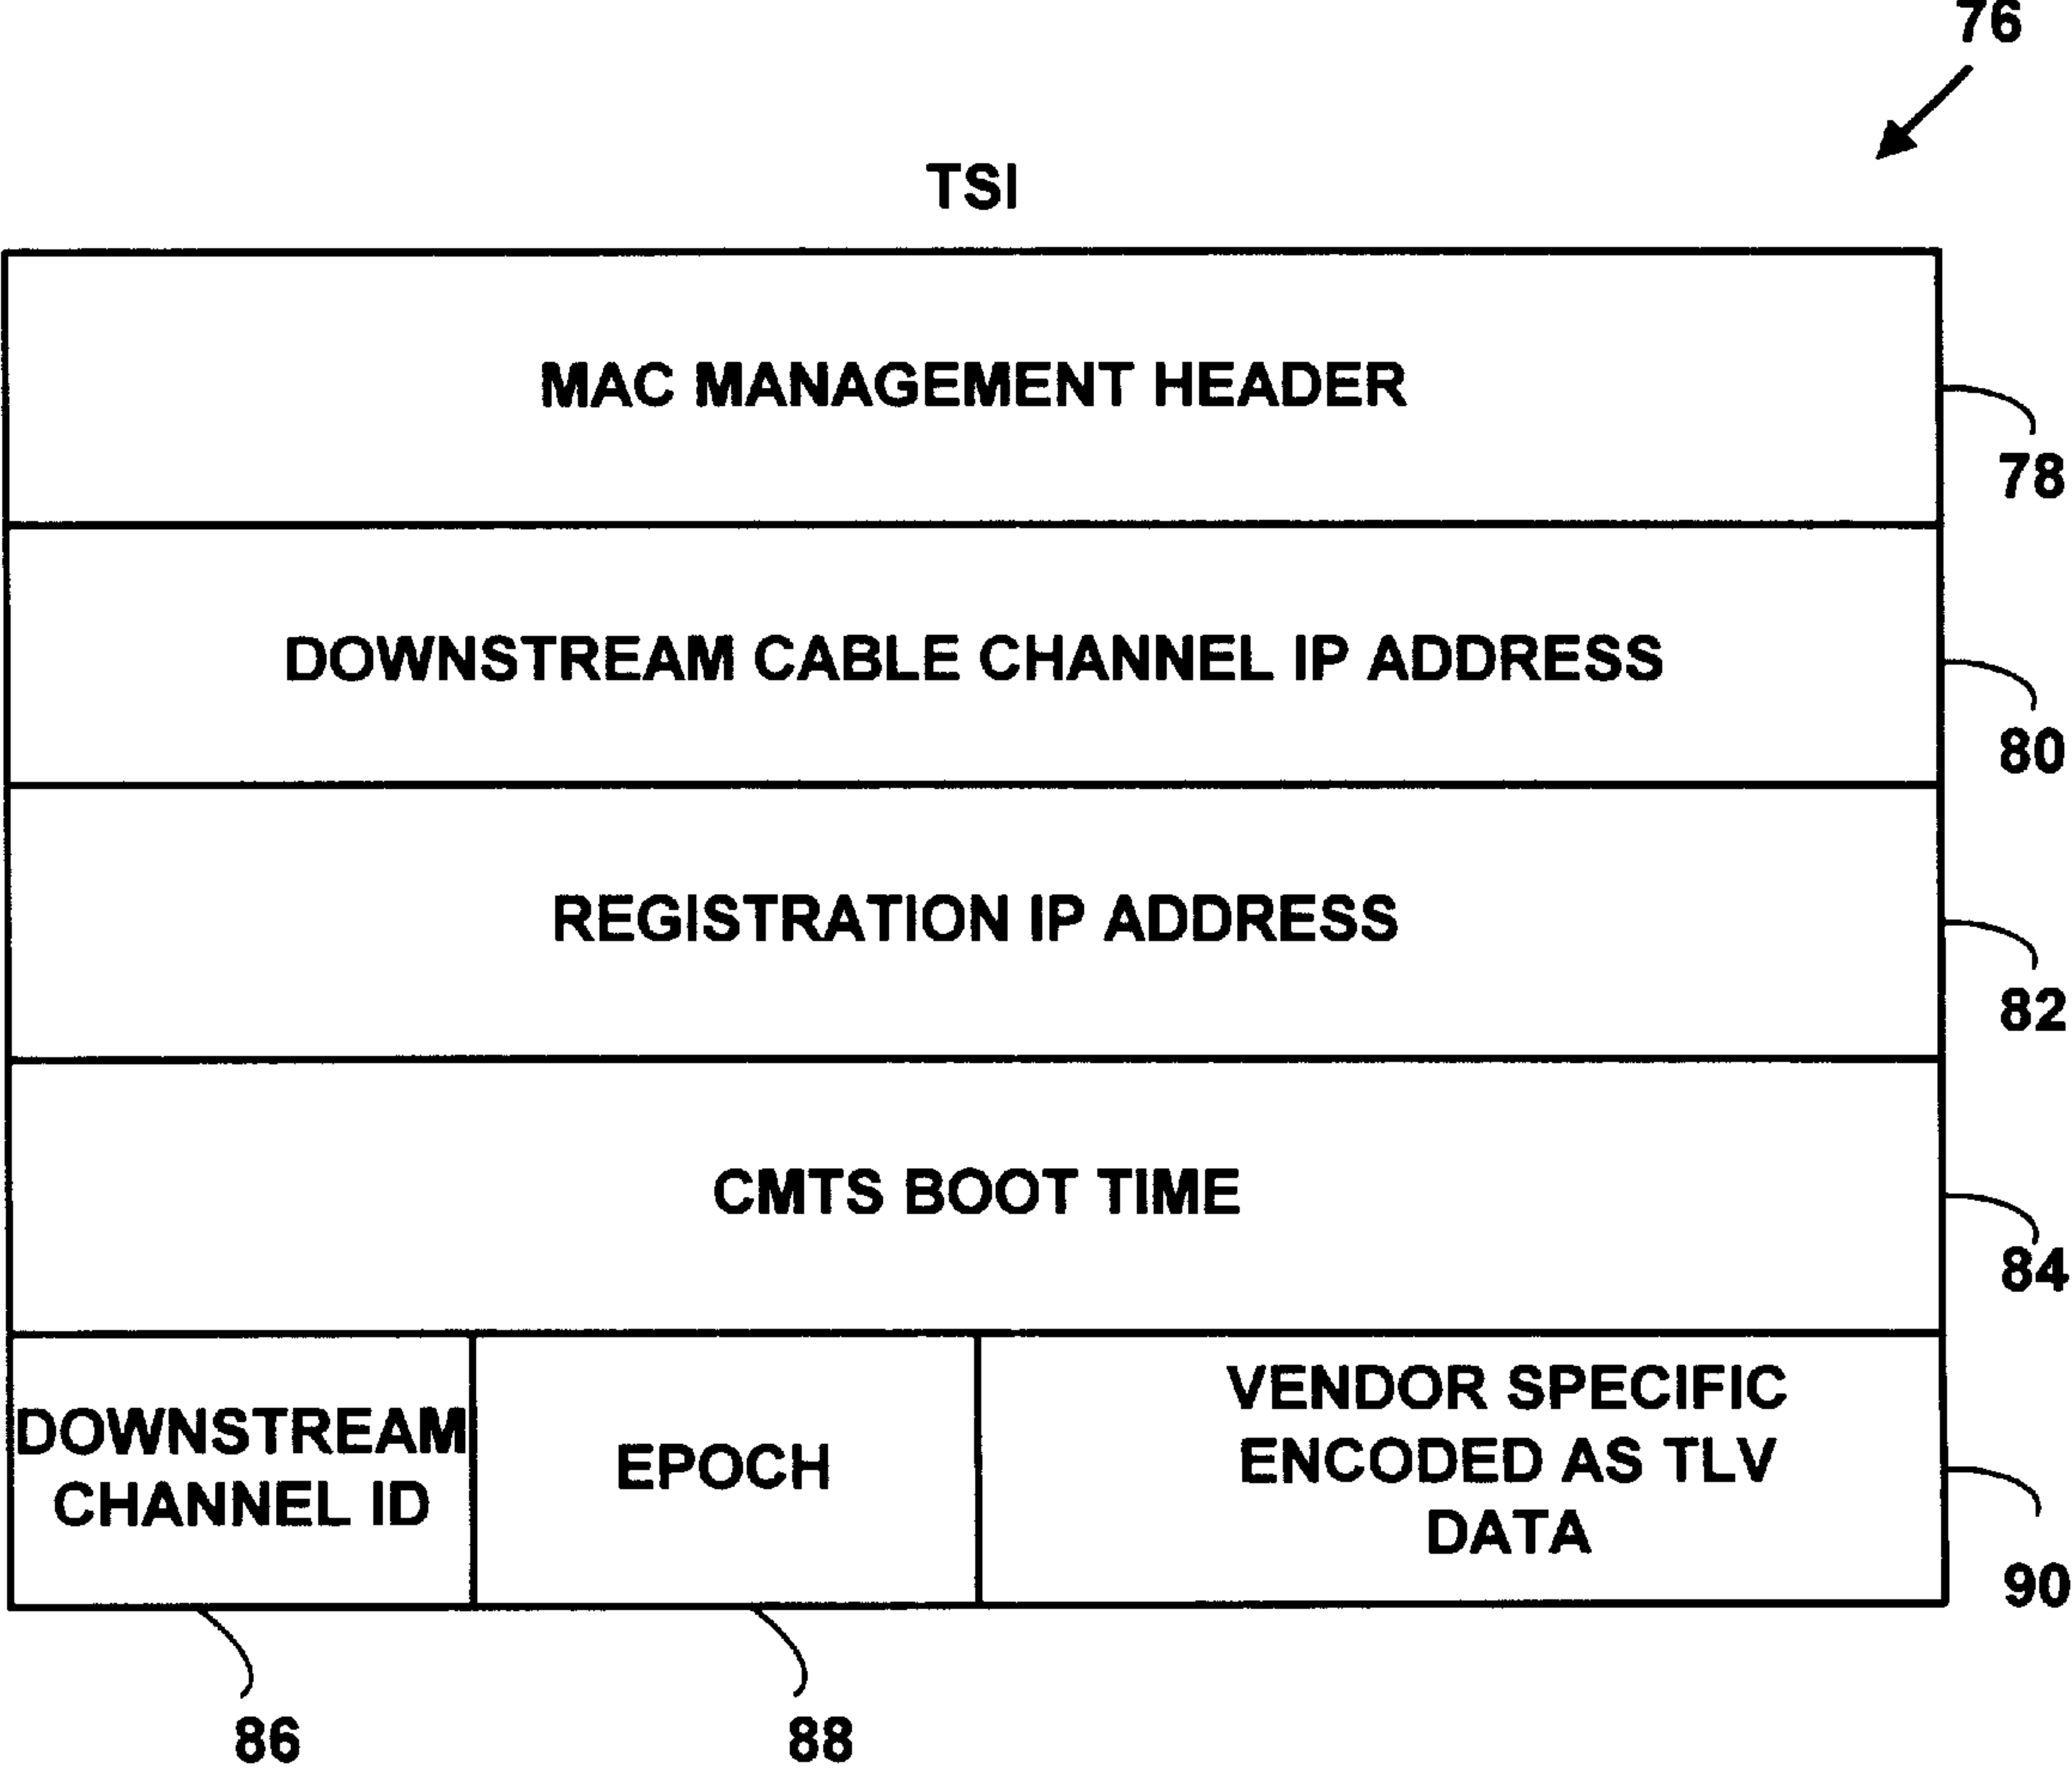 76
TSI
MAC MANAGEMENT HEADER
78
DOWNSTREAM CABLE CHANNEL IP ADDRESS
80
REGISTRATION IP ADDRESS
82
CMTS BOOT TIME
84
DOWNSTREAM
CHANNEL ID
EPOCH
VENDOR SPECIFIC
ENCODED AS TLV
DATA
90
86
88